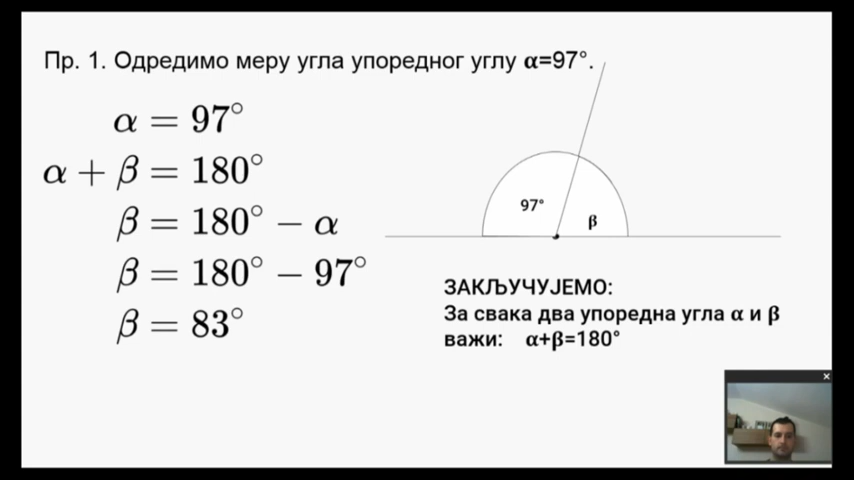 Пр. 1. Одредимо меру угла упоредног углу α=97°.
α = 97°
α + β = 180°
β = 180° − α
β = 180° − 97°
β = 83°
97°
β
ЗАКЉУЧУЈЕМО:
За свака два упоредна угла α и β
важи: α+β=180°